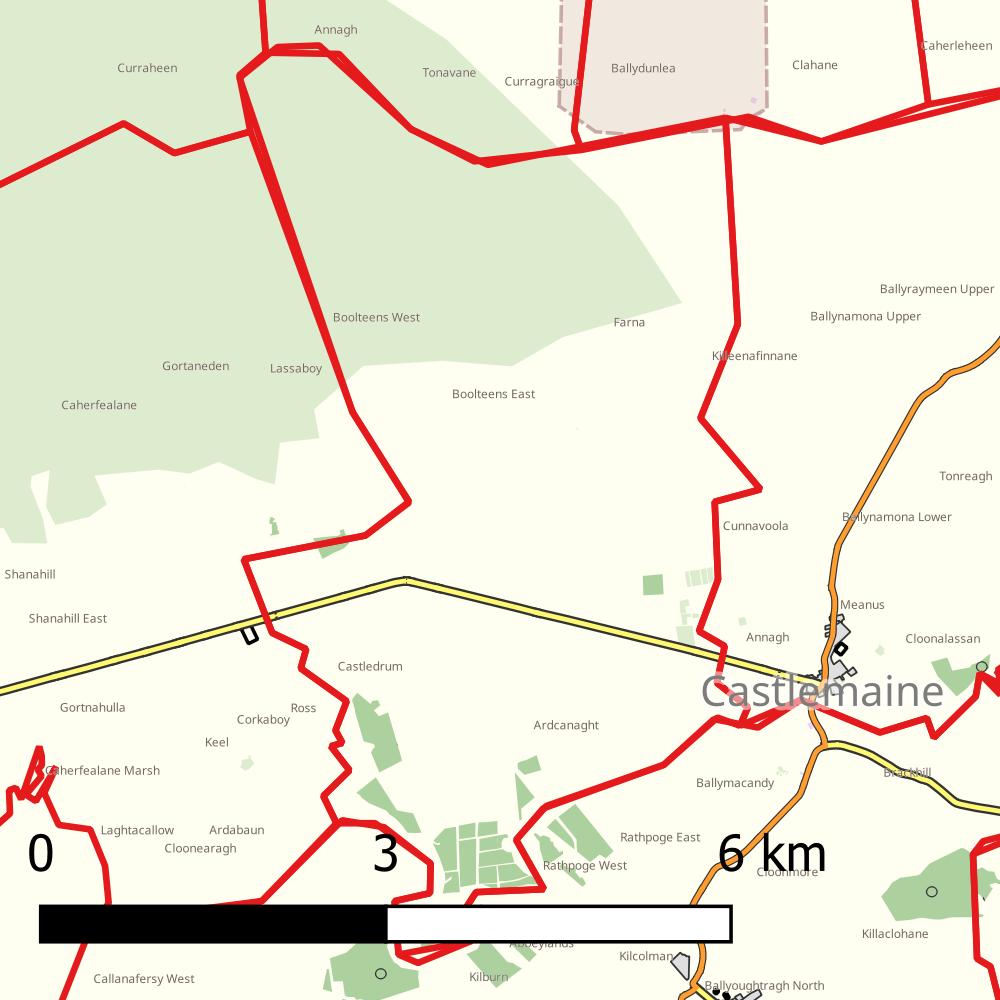 Annagh
Caherleheen
Curraheen
Tonavane
Curragraigue
Ballydunlea
Clahane
Ballyraymeen Upper
Boolteens West
Farna
Ballynamona Upper
Killeenafinnane
Gortaneden
Lassaboy
Boolteens East
Caherfealane
Tonreagh
Cunnavoola
Ballynamona Lower
Shanahill
Meanus
Shanahill East
Annagh
Cloonalassan
Castledrum
Castlemaine
Gortnahulla
Ross
Corkaboy
Ardcanaght
Keel
Caherfealane Marsh
Brackhill
Ballymacandy
Laghtacallow
Ardabaun
Rathpoge East
Cloonearagh
0
3
6 km
Rathpoge West
Cloonmore
Killaclohane
Abbeylands
Kilcolman
Callanafersy West
Kilburn
Ballyoughtragh North